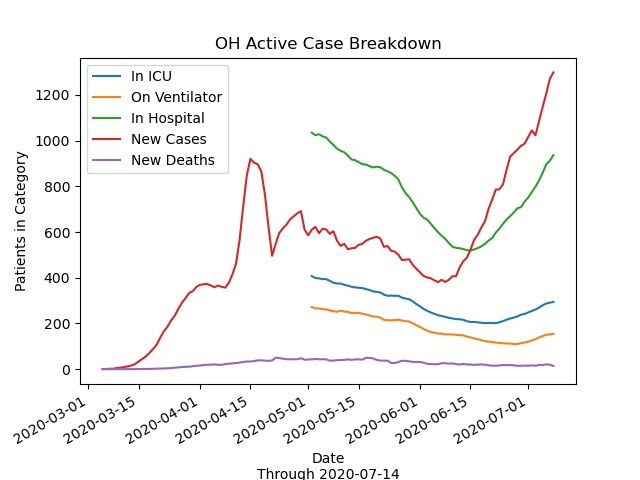 OH Active Case Breakdown
In ICU
On Ventilator
In Hospital
New Cases
New Deaths
Patients in Category
1200
1000
800
600
400
200
0
2020-03-01
2020-03-15
2020-04-01
2020-04-15
2020-05-01
2020-05-15
2020-06-01
2020-06-15
2020-07-01
Date
Through 2020-07-14